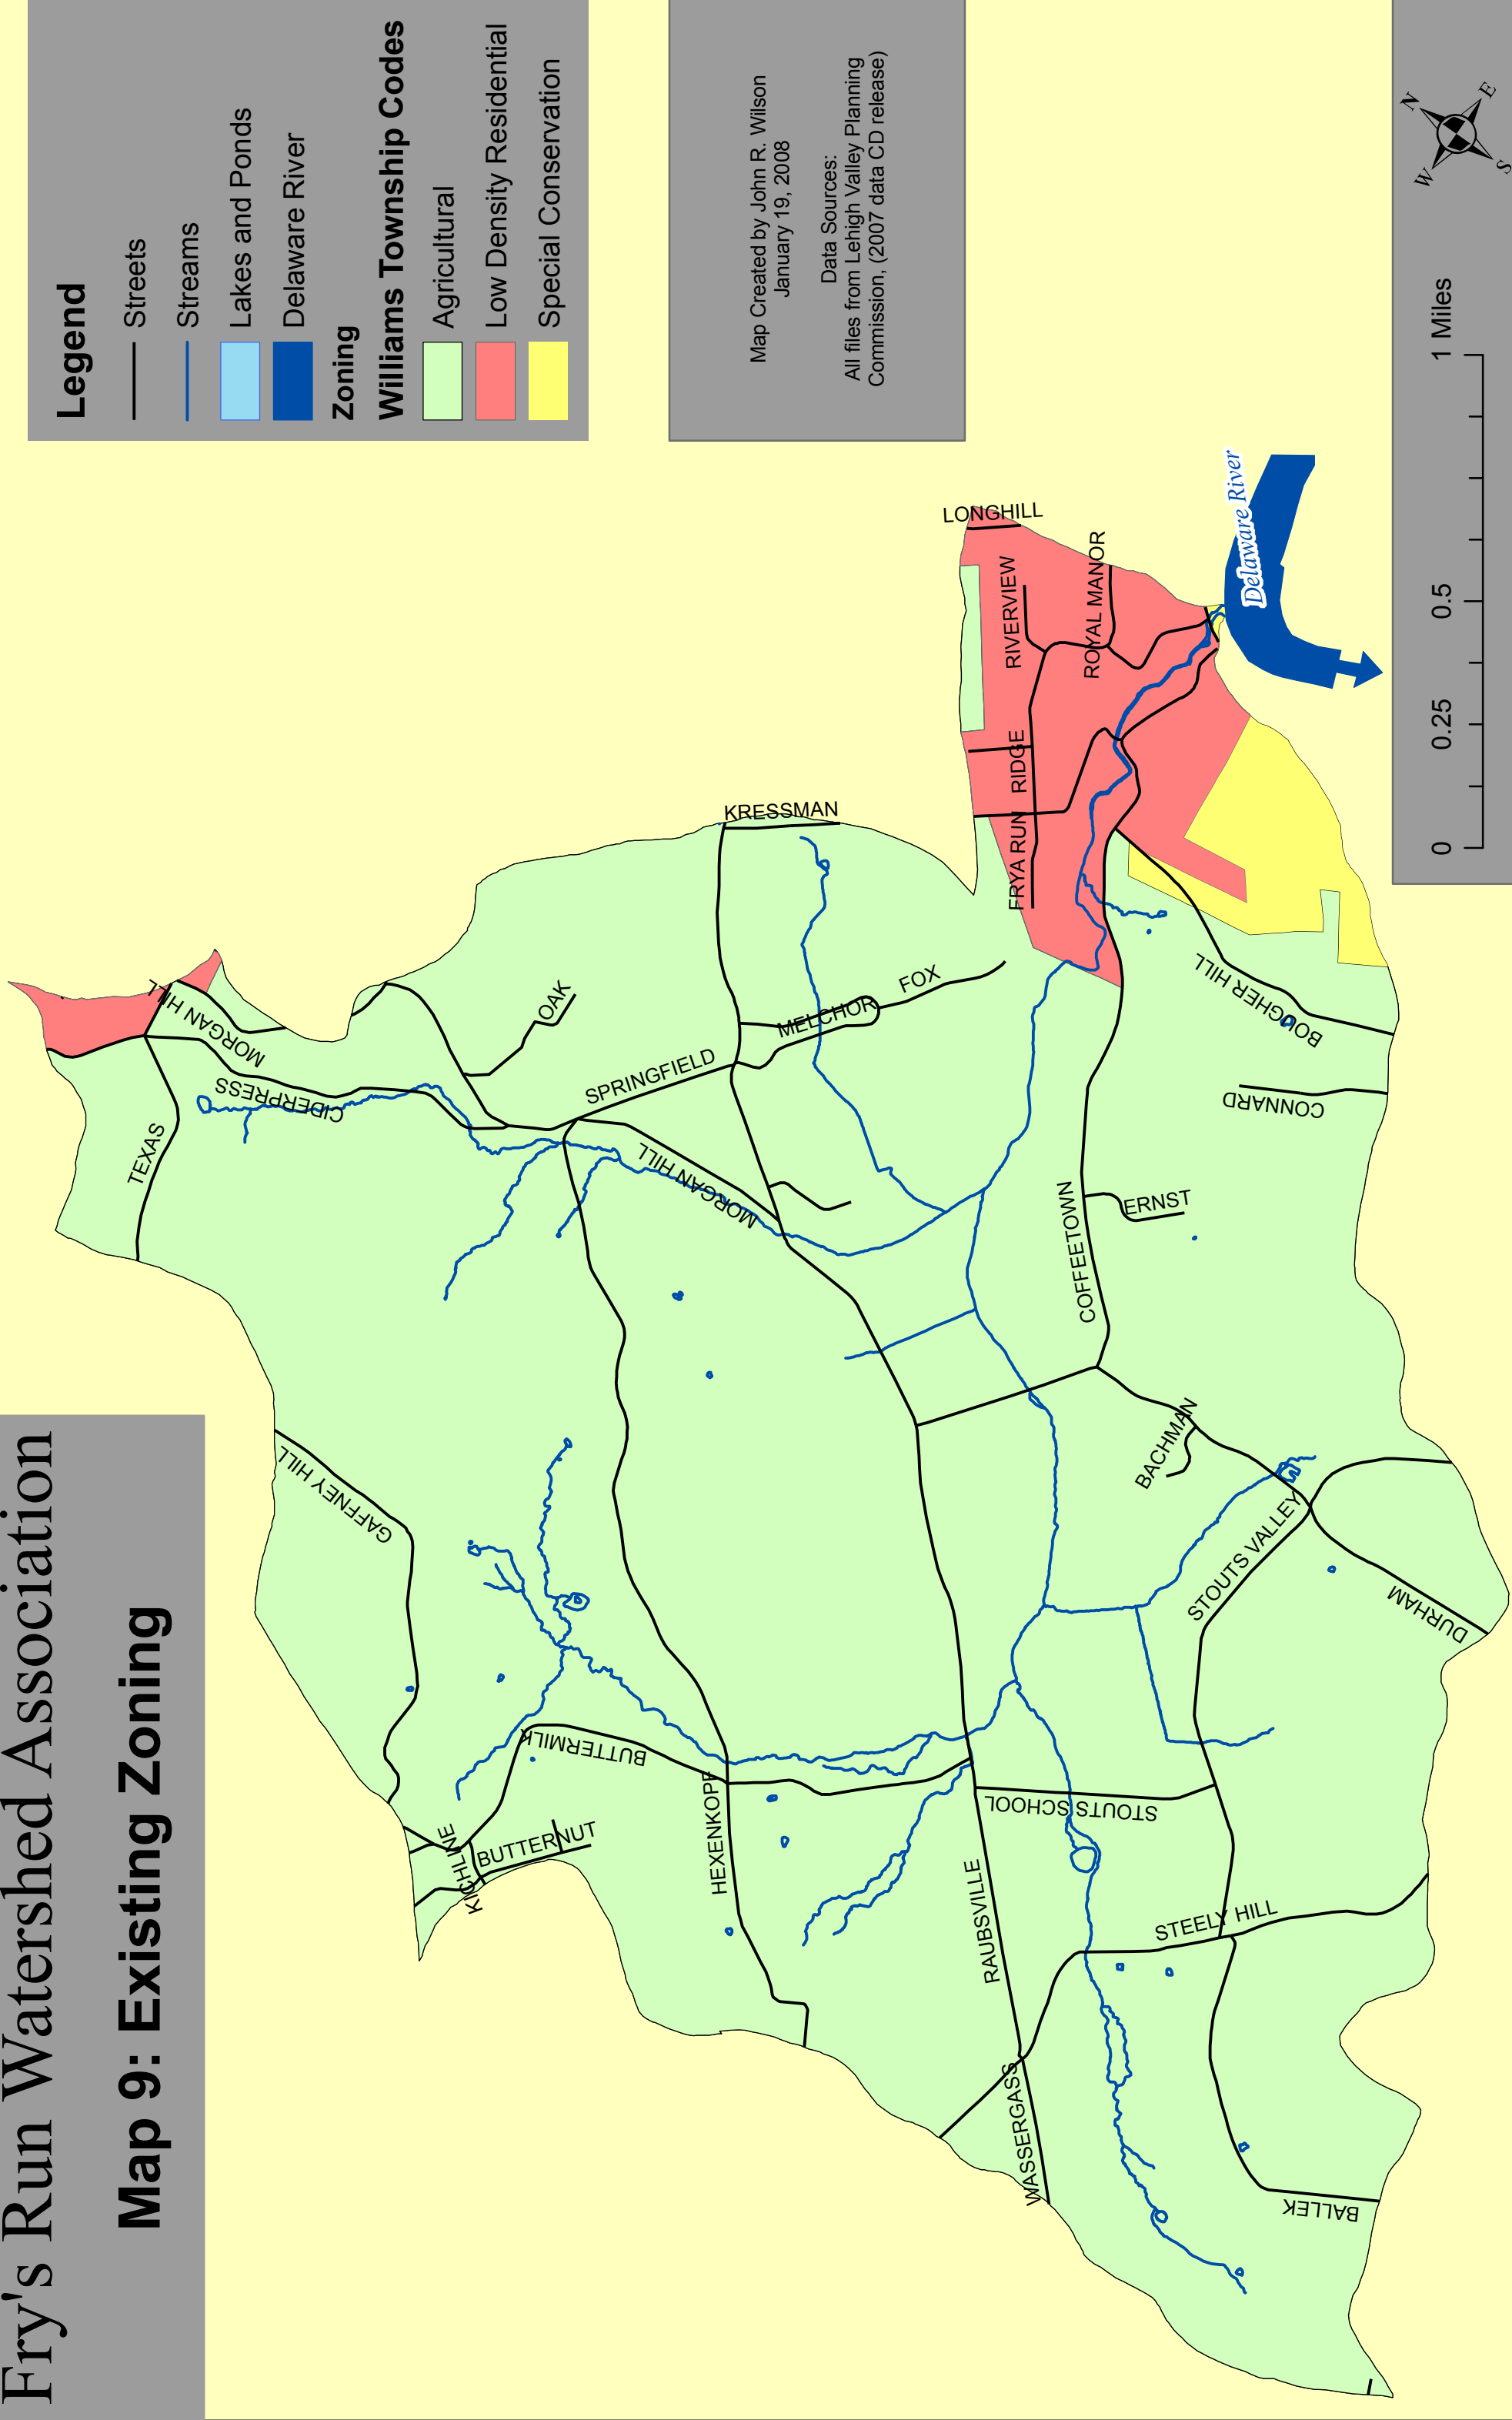 Fry's Run Watershed Association
Map 9: Existing Zoning
Legend
Streets
Streams
Lakes and Ponds
Delaware River
Zoning
Williams Township Codes
Agricultural
Low Density Residential
Special Conservation
Map Created by John R. Wilson
January 19, 2008
Data Sources:
All files from Lehigh Valley Planning
Commission, (2007 data CD release)
N
E
S
W
0
0.25
0.5
1 Miles
Delaware River
LONGHILL
RIVERVIEW
ROYAL MANOR
RIDGE
FRYA RUN
KRESSMAN
FOX
MELCHOR
OAK
SPRINGFIELD
MORGAN HILL
CIDERPRESS
TEXAS
MORGAN HILL
BOUGHER HILL
CONNARD
ERNST
COFFEETOWN
BACHMAN
STOUTS VALLEY
DURHAM
GAFFNEY HILL
BUTTERMILK
BUTTERNUT
KICHLINE
HEXENKOPF
STOUTS SCHOOL
RAUBSVILLE
STEELY HILL
WASSERGASS
BALLEK